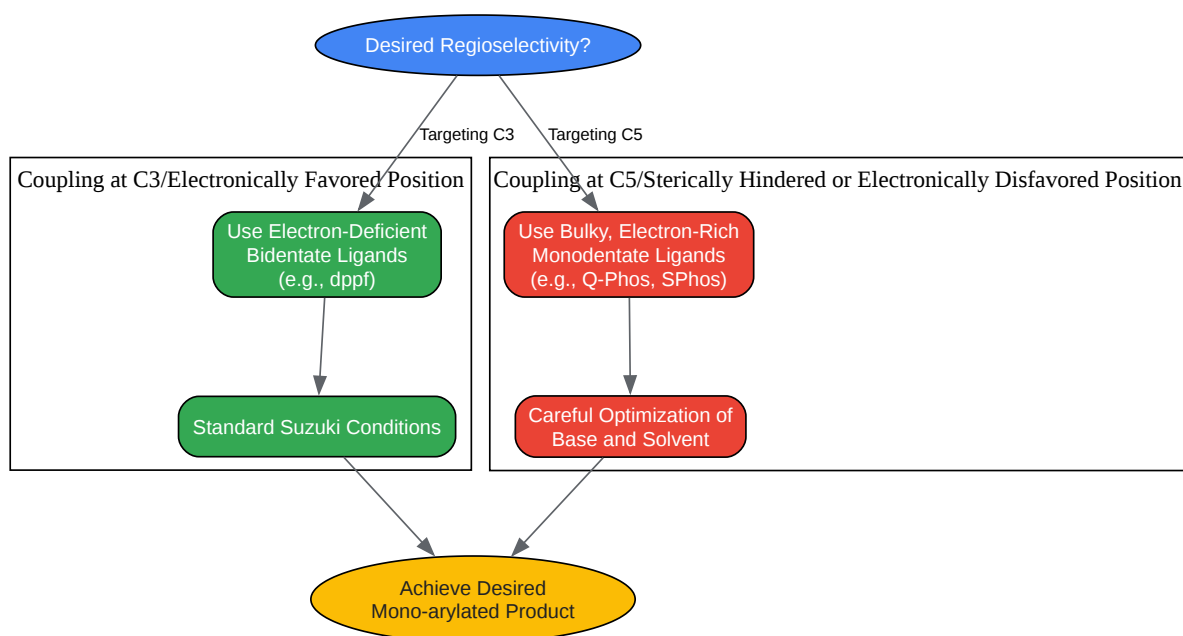 Desired Regioselectivity?
Targeting C3
Targeting C5
Coupling at C3/Electronically Favored Position
Use Electron-Deficient
Bidentate Ligands
(e.g., dppf)
Standard Suzuki Conditions
Coupling at C5/Sterically Hindered or Electronically Disfavored Position
Use Bulky, Electron-Rich
Monodentate Ligands
(e.g., Q-Phos, SPhos)
Careful Optimization of
Base and Solvent
Achieve Desired
Mono-arylated Product